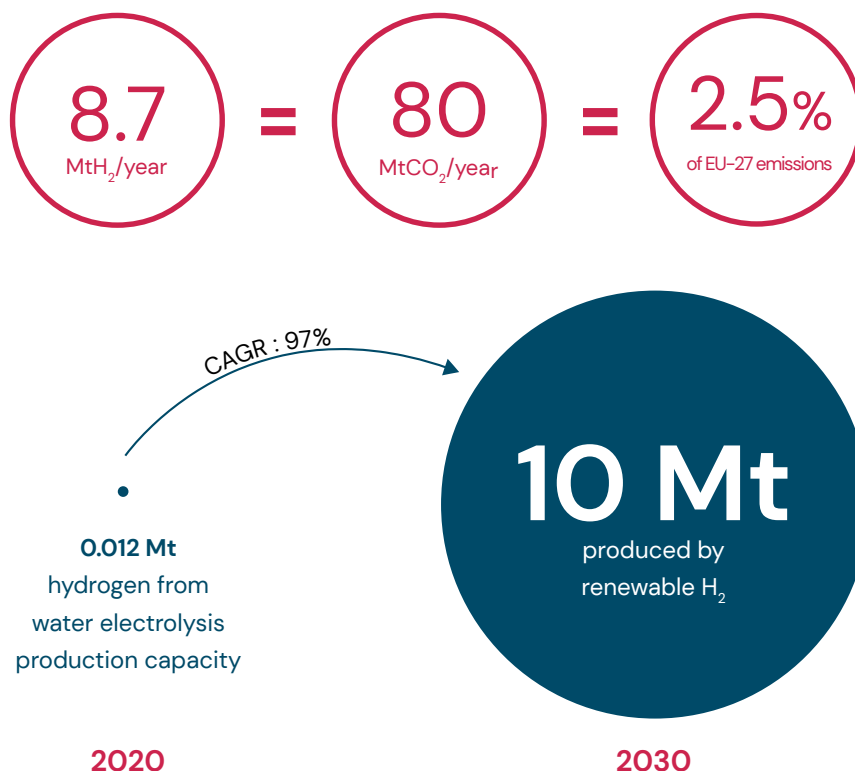 8.7
MtH₂/year
=
80
MtCO₂/year
=
2.5%
of EU-27 emissions
CAGR : 97%
10 Mt
produced by
renewable H₂
0.012 Mt
hydrogen from
water electrolysis
production capacity
2020
2030